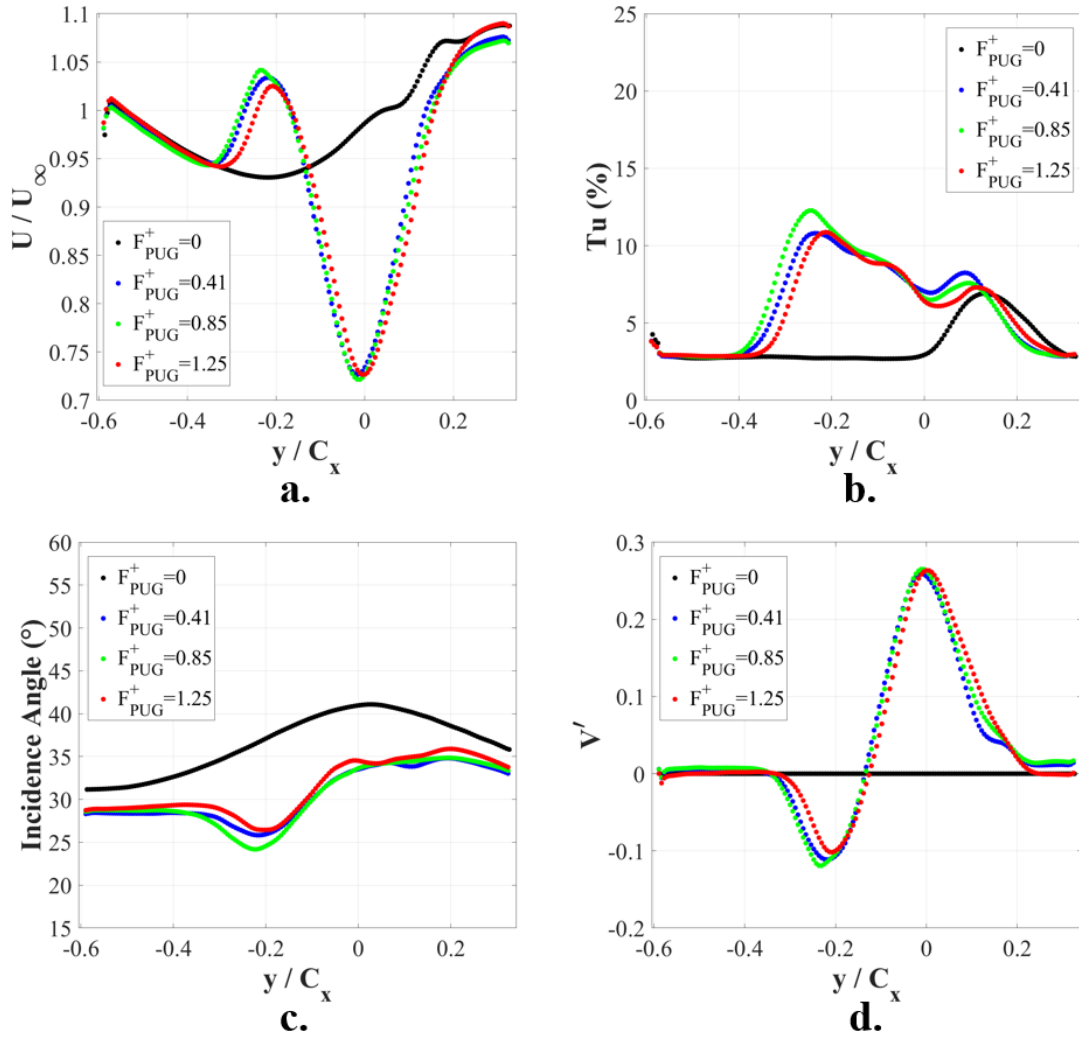 1.1
1.05
1
0.95
0.9
0.85
0.8
0.75
0.7
U / U∞
F⁺PUG=0
F⁺PUG=0.41
F⁺PUG=0.85
F⁺PUG=1.25
-0.6 -0.4 -0.2 0 0.2
y / Cx
a.
25
20
15
10
5
0
Tu (%)
F⁺PUG=0
F⁺PUG=0.41
F⁺PUG=0.85
F⁺PUG=1.25
-0.6 -0.4 -0.2 0 0.2
y / Cx
b.
60
55
50
45
40
35
30
25
20
15
Incidence Angle (°)
F⁺PUG=0
F⁺PUG=0.41
F⁺PUG=0.85
F⁺PUG=1.25
-0.6 -0.4 -0.2 0 0.2
y / Cx
c.
0.3
0.2
0.1
0
-0.1
-0.2
V′
F⁺PUG=0
F⁺PUG=0.41
F⁺PUG=0.85
F⁺PUG=1.25
-0.6 -0.4 -0.2 0 0.2
y / Cx
d.